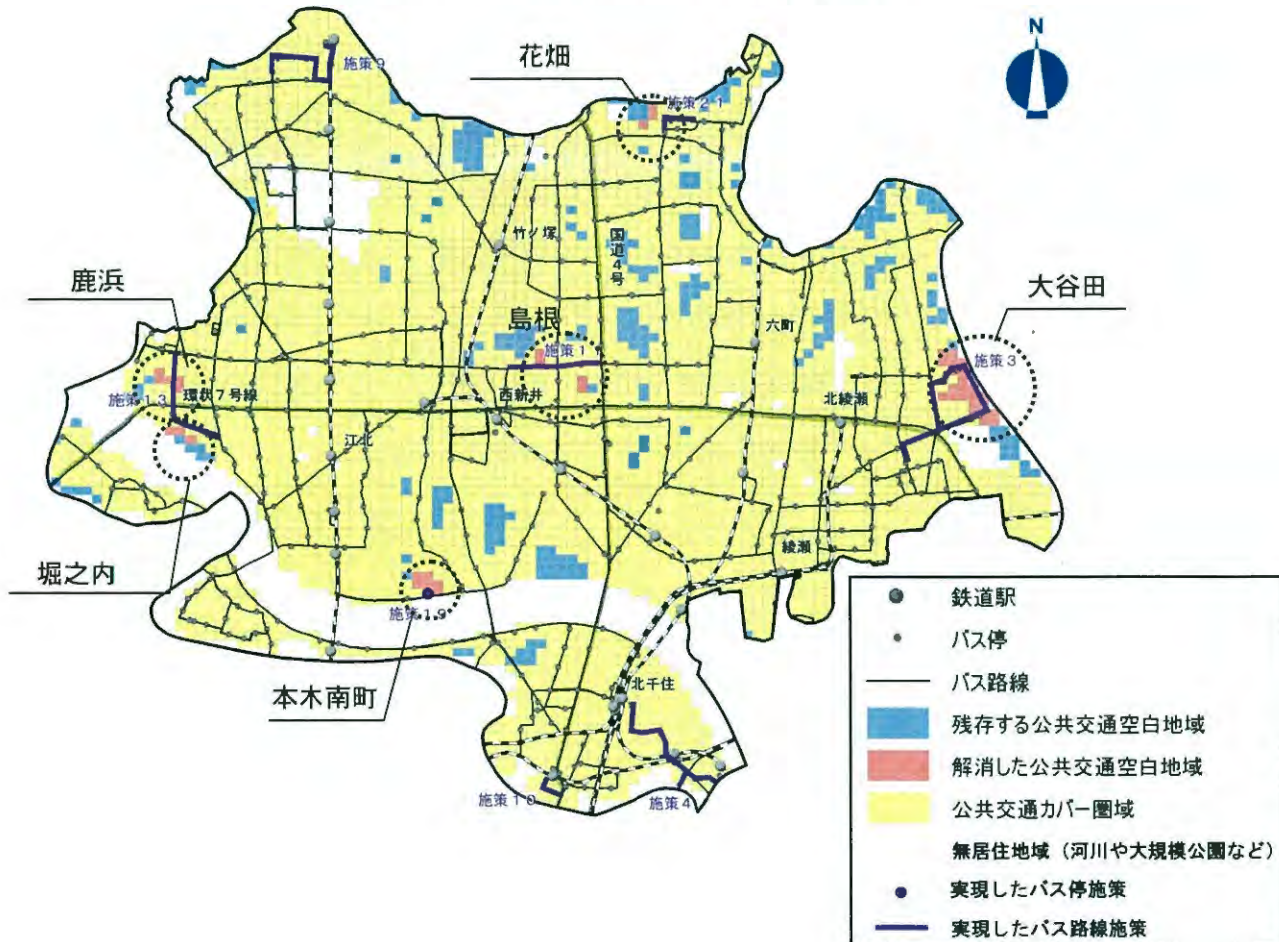 N
花畑
施策9
施策21
竹ノ塚
国道4号
鹿浜
大谷田
島根
六町
施策1
施策3
施策13
環状7号線
西新井
北綾瀬
江北
綾瀬
堀之内
施策19
本木南町
北千住
施策10
施策4
鉄道駅
バス停
バス路線
残存する公共交通空白地域
解消した公共交通空白地域
公共交通カバー圏域
無居住地域（河川や大規模公園など）
実現したバス停施策
実現したバス路線施策